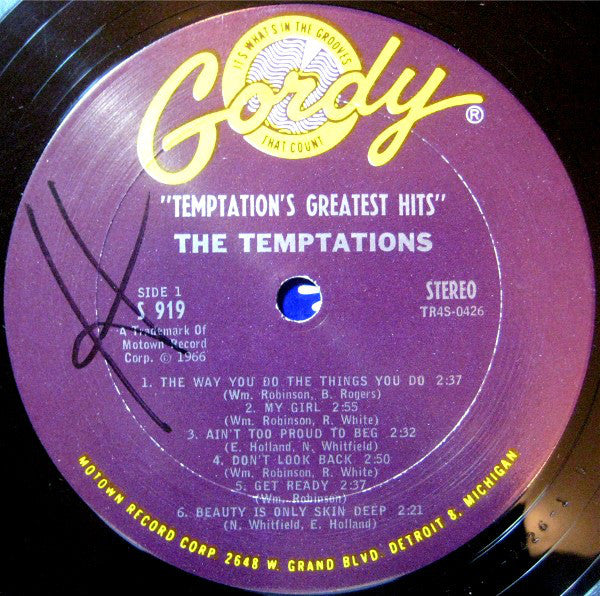 IT'S WHAT'S IN THE GROOVES
Gordy®
THAT COUNT
"TEMPTATION'S GREATEST HITS"
THE TEMPTATIONS
SIDE 1
S 919
A Trademark Of
Motown Record
Corp. © 1966
STEREO
TR4S-0426
1. THE WAY YOU DO THE THINGS YOU DO 2:37
(Wm. Robinson, B. Rogers)
2. MY GIRL 2:55
(Wm. Robinson, R. White)
3. AIN'T TOO PROUD TO BEG 2:32
(E. Holland, N. Whitfield)
4. DON'T LOOK BACK 2:50
(Wm. Robinson, R. White)
5. GET READY 2:37
(Wm. Robinson)
6. BEAUTY IS ONLY SKIN DEEP 2:21
(N. Whitfield, E. Holland)
MOTOWN RECORD CORP. 2648 W. GRAND BLVD. DETROIT 8, MICHIGAN